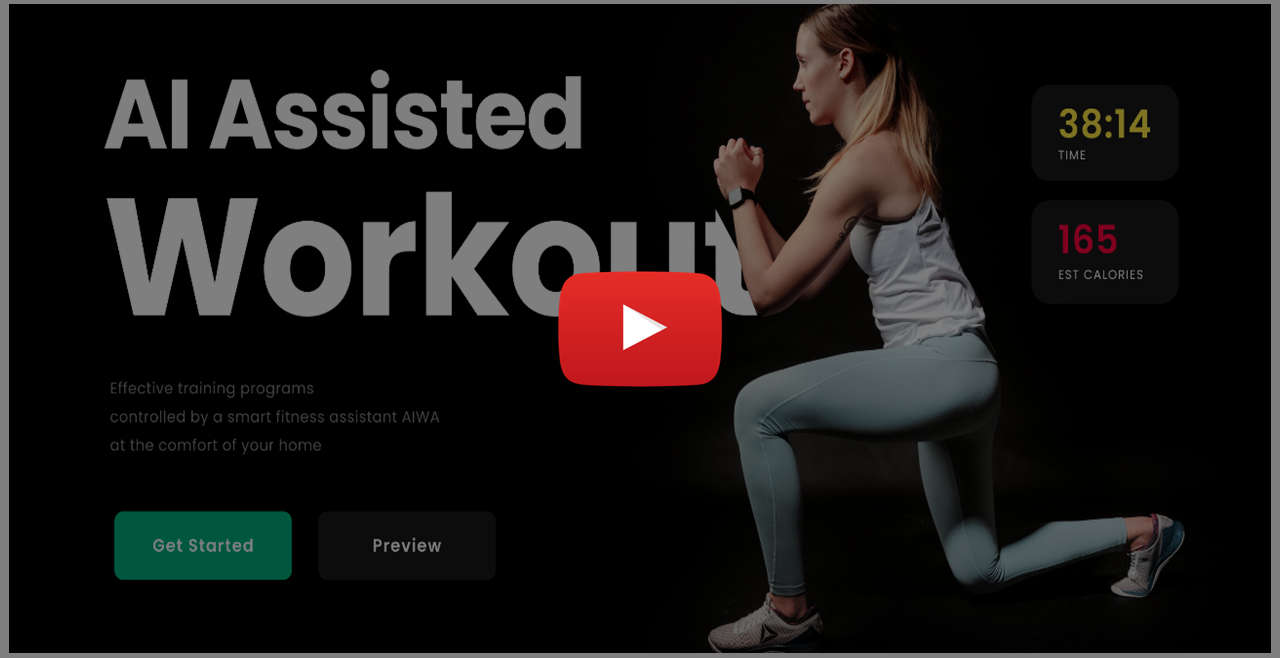 AI Assisted
Workout
Effective training programs
controlled by a smart fitness assistant AIWA
at the comfort of your home
Get Started
Preview
38:14
TIME
165
EST CALORIES